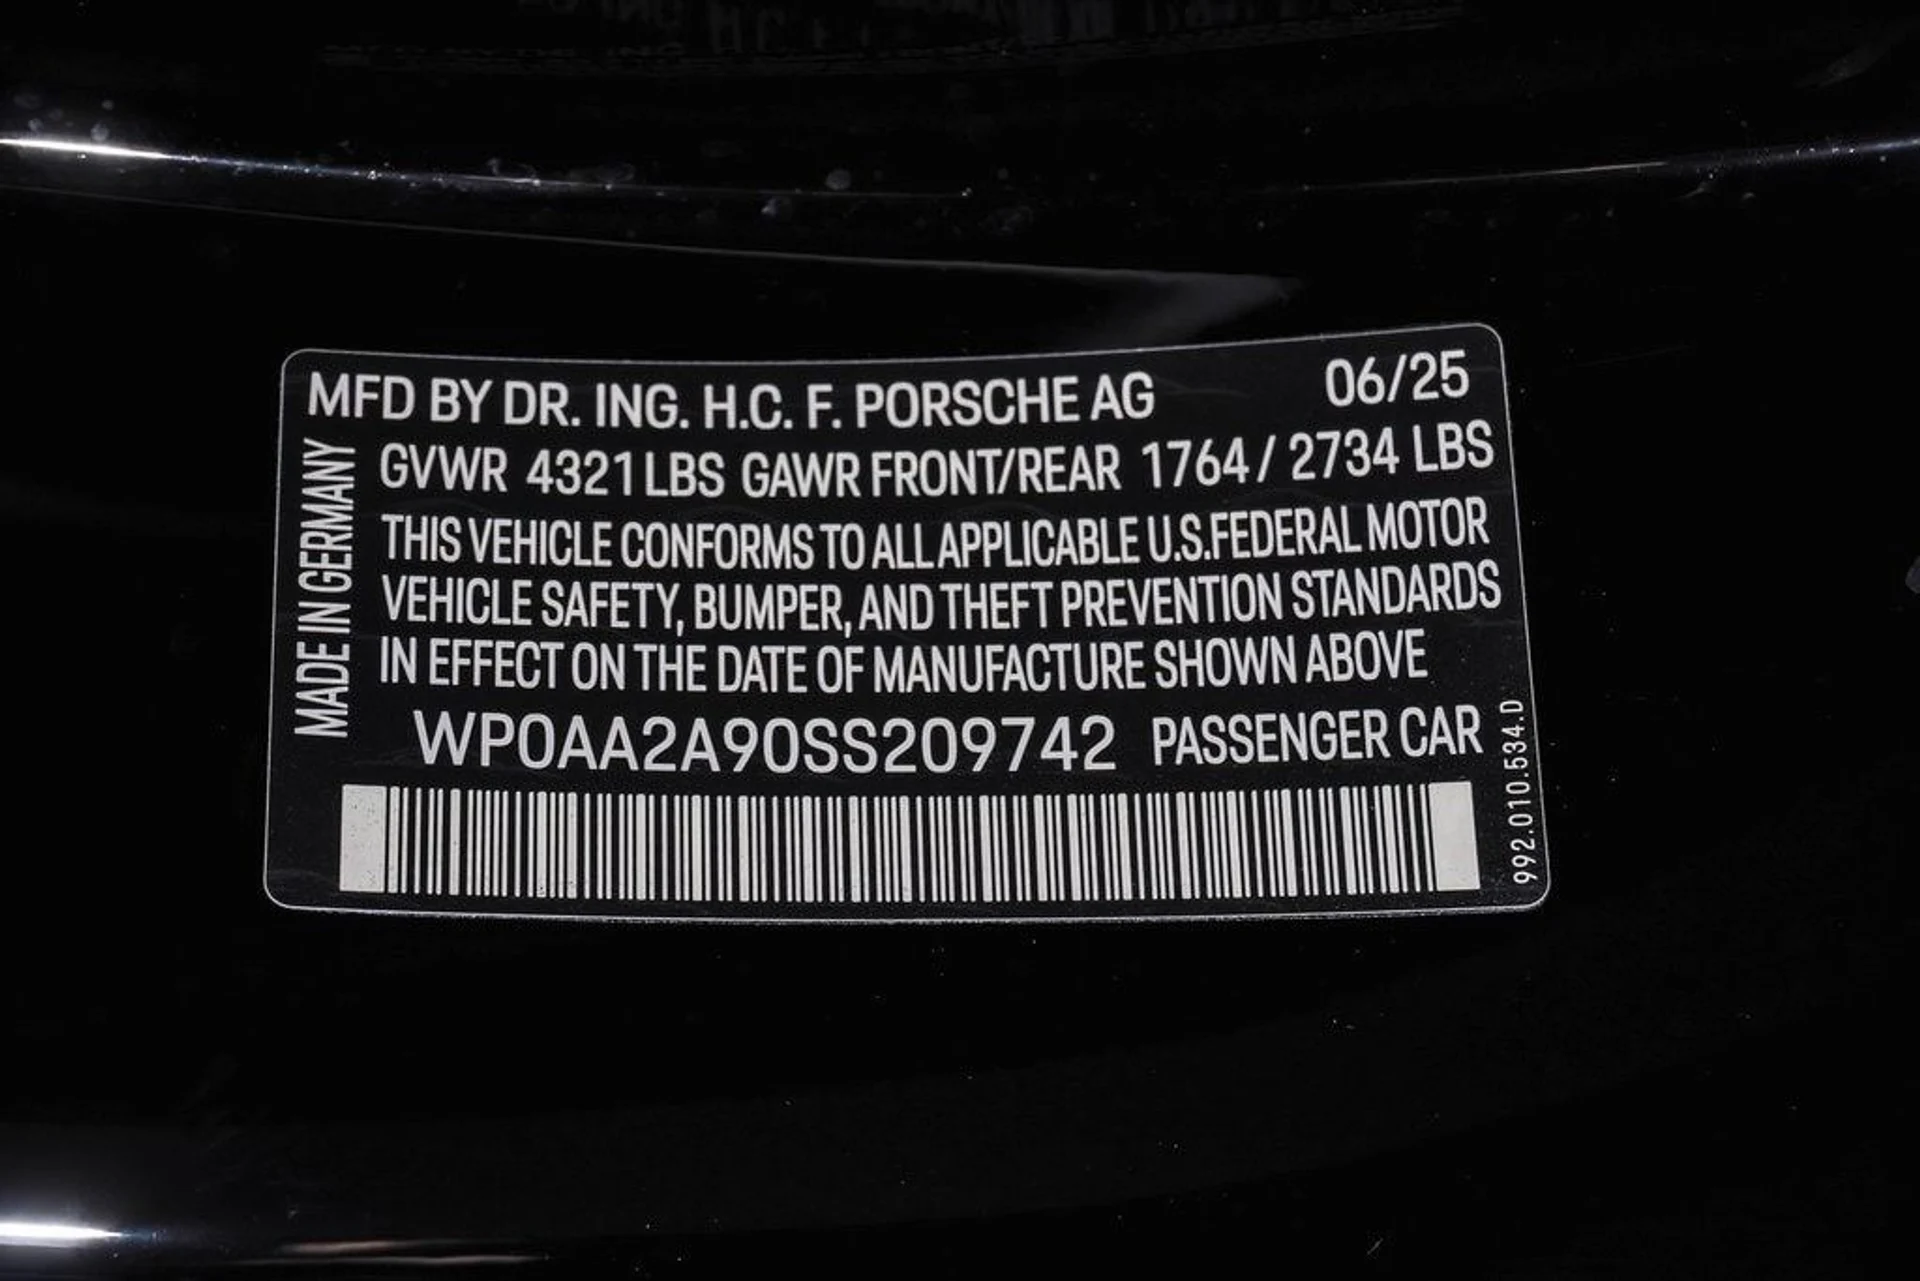 MFD BY DR. ING. H.C. F. PORSCHE AG 06/25
GVWR 4321 LBS GAWR FRONT/REAR 1764 / 2734 LBS
THIS VEHICLE CONFORMS TO ALL APPLICABLE U.S.FEDERAL MOTOR
VEHICLE SAFETY, BUMPER, AND THEFT PREVENTION STANDARDS
IN EFFECT ON THE DATE OF MANUFACTURE SHOWN ABOVE
WP0AA2A90SS209742 PASSENGER CAR
MADE IN GERMANY
992.010.534.D